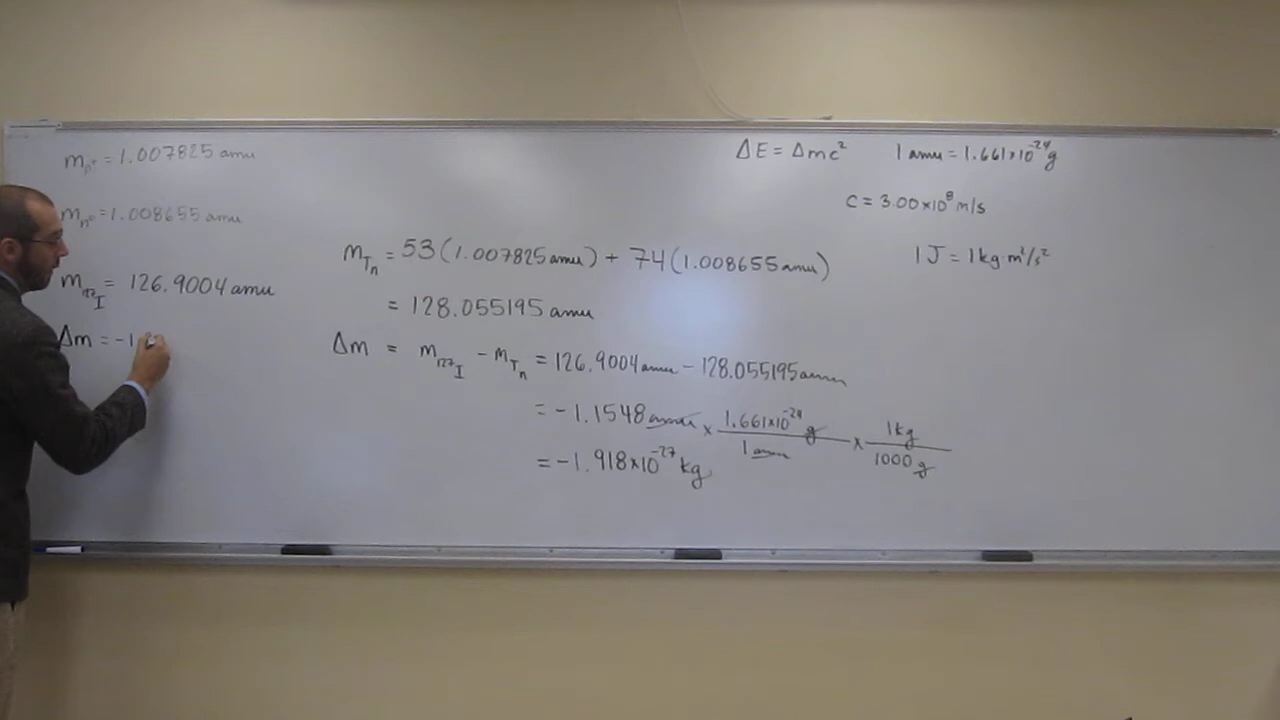 m_p⁺ = 1.007825 amu
m_n⁰ = 1.008655 amu
m_¹²⁷I = 126.9004 amu
Δm = -1
m_Tn = 53(1.007825 amu) + 74(1.008655 amu)
= 128.055195 amu
Δm = m_¹²⁷I - m_Tn = 126.9004 amu - 128.055195 amu
= -1.1548 amu × 1.661×10⁻²⁴ g / 1 amu × 1 kg / 1000 g
= -1.918×10⁻²⁷ kg
ΔE = Δmc² 1 amu = 1.661×10⁻²⁴ g
c = 3.00×10⁸ m/s
1 J = 1 kg·m²/s²